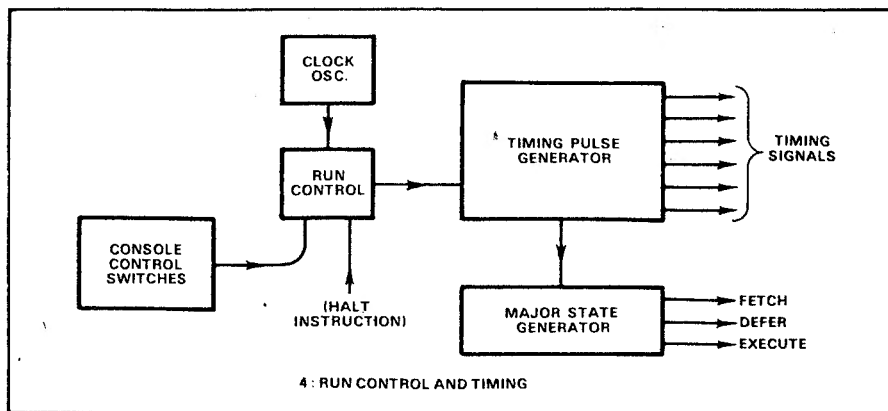 CLOCK
OSC.
TIMING PULSE
GENERATOR
TIMING
SIGNALS
RUN
CONTROL
CONSOLE
CONTROL
SWITCHES
(HALT
INSTRUCTION)
MAJOR STATE
GENERATOR
FETCH
DEFER
EXECUTE
4 : RUN CONTROL AND TIMING